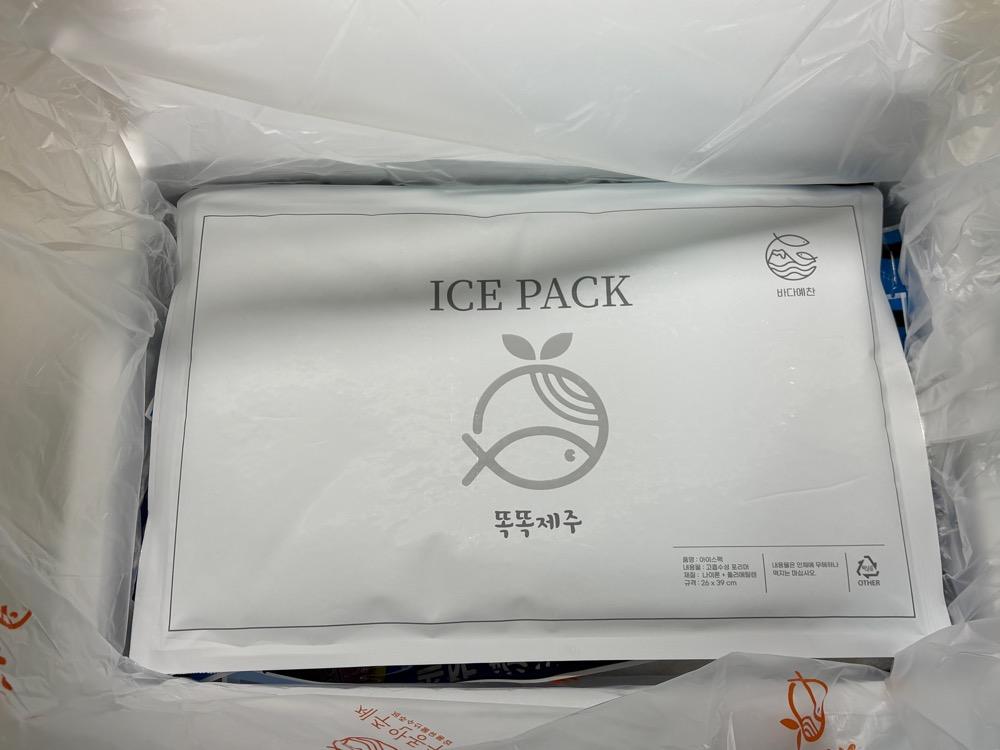 ICE PACK
바다예찬
똑똑제주
품명 : 아이스팩
내용물 : 고흡수성 포리머
재질 : 나이론 + 폴리에틸렌
규격 : 26 x 39 cm
내용물은 인체에 무해하나
먹지는 마십시오.
OTHER